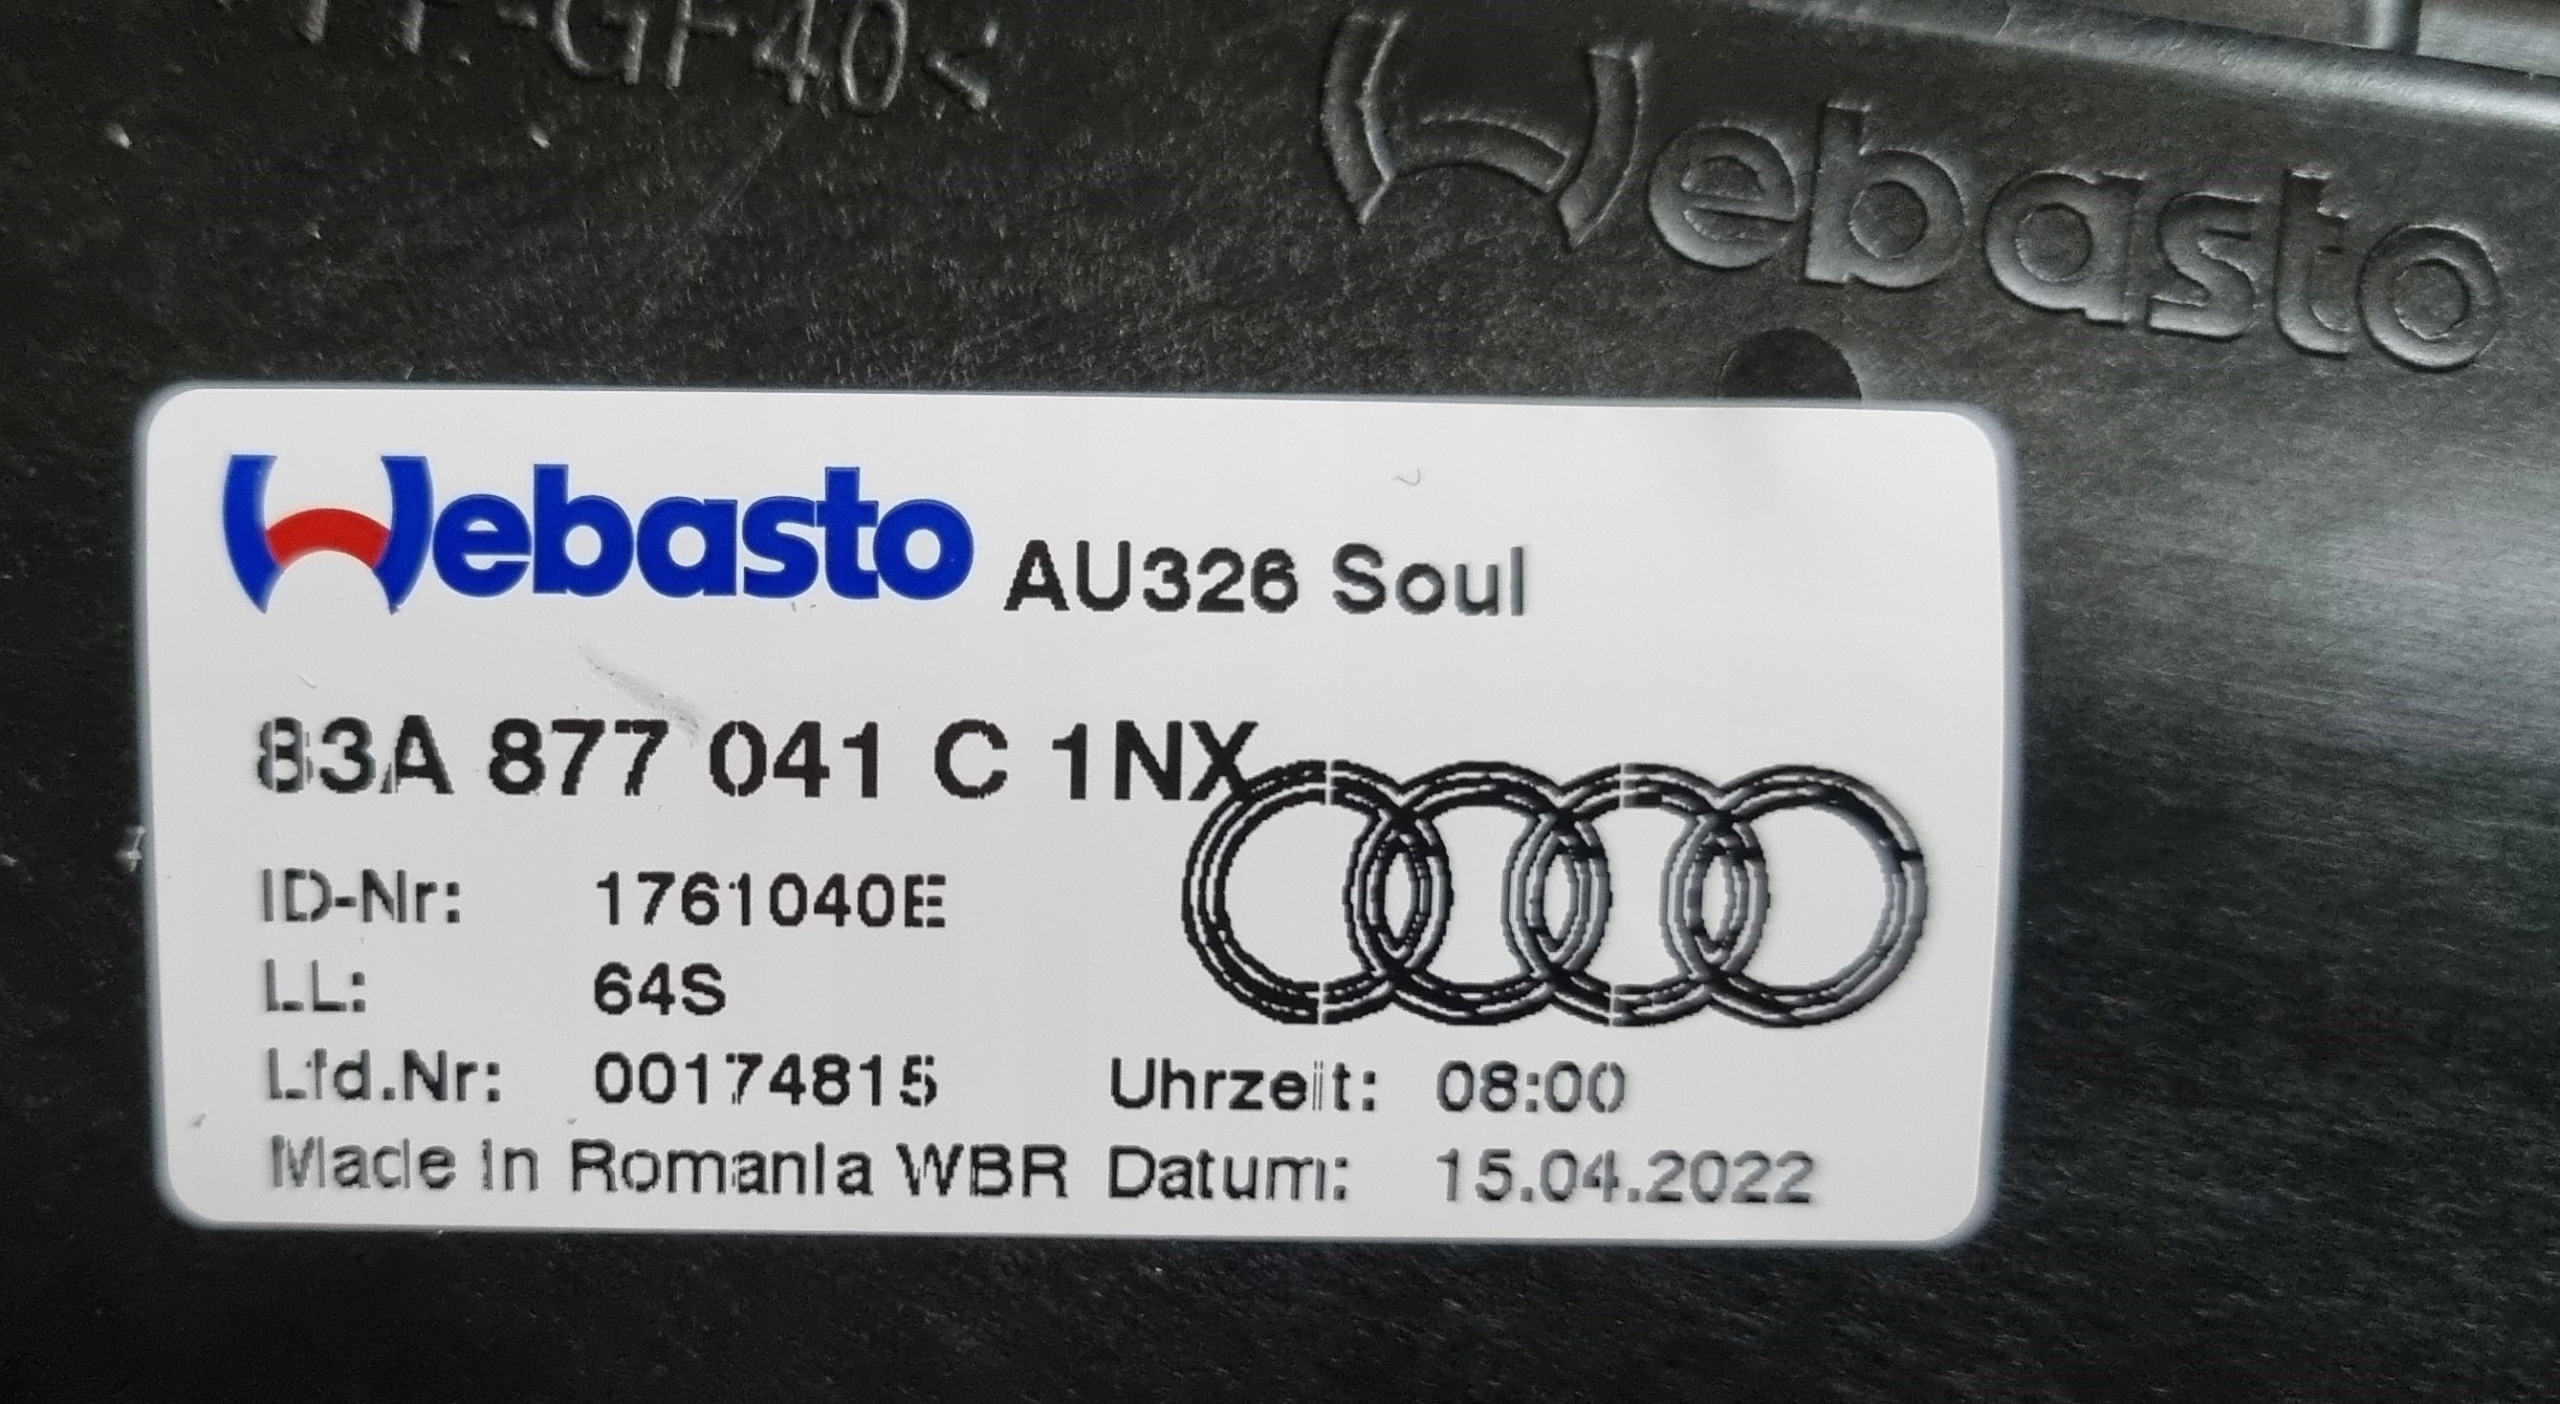 GF40<
Webasto
Webasto AU326 Soul
83A 877 041 C 1NX
ID-Nr: 1761040E
LL: 64S
Lfd.Nr: 00174815 Uhrzeit: 08:00
Made in Romania WBR Datum: 15.04.2022